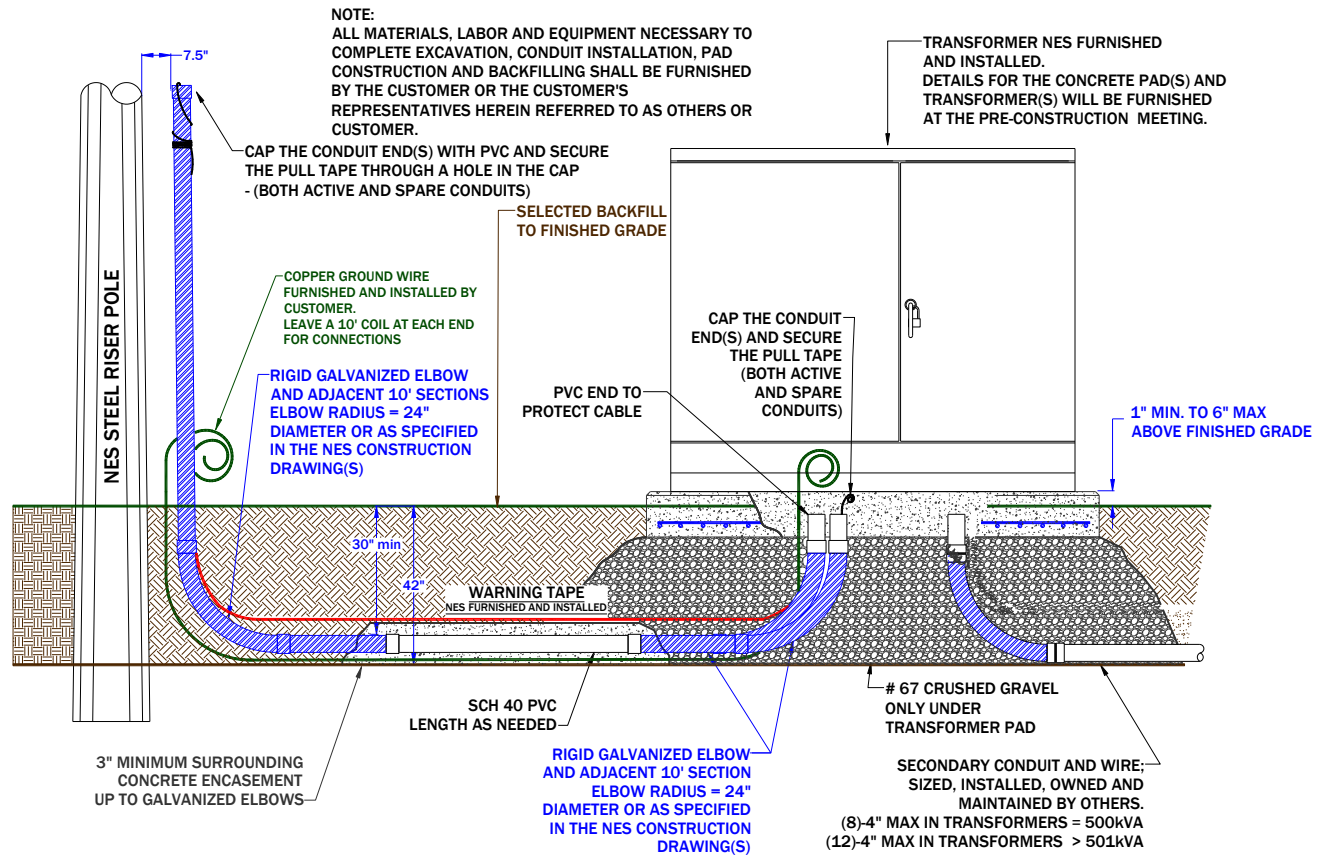 NOTE:
ALL MATERIALS, LABOR AND EQUIPMENT NECESSARY TO
COMPLETE EXCAVATION, CONDUIT INSTALLATION, PAD
CONSTRUCTION AND BACKFILLING SHALL BE FURNISHED
BY THE CUSTOMER OR THE CUSTOMER'S
REPRESENTATIVES HEREIN REFERRED TO AS OTHERS OR
CUSTOMER.
7.5"
TRANSFORMER NES FURNISHED
AND INSTALLED.
DETAILS FOR THE CONCRETE PAD(S) AND
TRANSFORMER(S) WILL BE FURNISHED
AT THE PRE-CONSTRUCTION MEETING.
CAP THE CONDUIT END(S) WITH PVC AND SECURE
THE PULL TAPE THROUGH A HOLE IN THE CAP
- (BOTH ACTIVE AND SPARE CONDUITS)
SELECTED BACKFILL
TO FINISHED GRADE
NES STEEL RISER POLE
COPPER GROUND WIRE
FURNISHED AND INSTALLED BY
CUSTOMER.
LEAVE A 10' COIL AT EACH END
FOR CONNECTIONS
CAP THE CONDUIT
END(S) AND SECURE
THE PULL TAPE
(BOTH ACTIVE
AND SPARE
CONDUITS)
RIGID GALVANIZED ELBOW
AND ADJACENT 10' SECTIONS
ELBOW RADIUS = 24"
DIAMETER OR AS SPECIFIED
IN THE NES CONSTRUCTION
DRAWING(S)
PVC END TO
PROTECT CABLE
1" MIN. TO 6" MAX
ABOVE FINISHED GRADE
30" min
42"
WARNING TAPE
NES FURNISHED AND INSTALLED
SCH 40 PVC
LENGTH AS NEEDED
# 67 CRUSHED GRAVEL
ONLY UNDER
TRANSFORMER PAD
3" MINIMUM SURROUNDING
CONCRETE ENCASEMENT
UP TO GALVANIZED ELBOWS
RIGID GALVANIZED ELBOW
AND ADJACENT 10' SECTION
ELBOW RADIUS = 24"
DIAMETER OR AS SPECIFIED
IN THE NES CONSTRUCTION
DRAWING(S)
SECONDARY CONDUIT AND WIRE;
SIZED, INSTALLED, OWNED AND
MAINTAINED BY OTHERS.
(8)-4" MAX IN TRANSFORMERS = 500kVA
(12)-4" MAX IN TRANSFORMERS > 501kVA